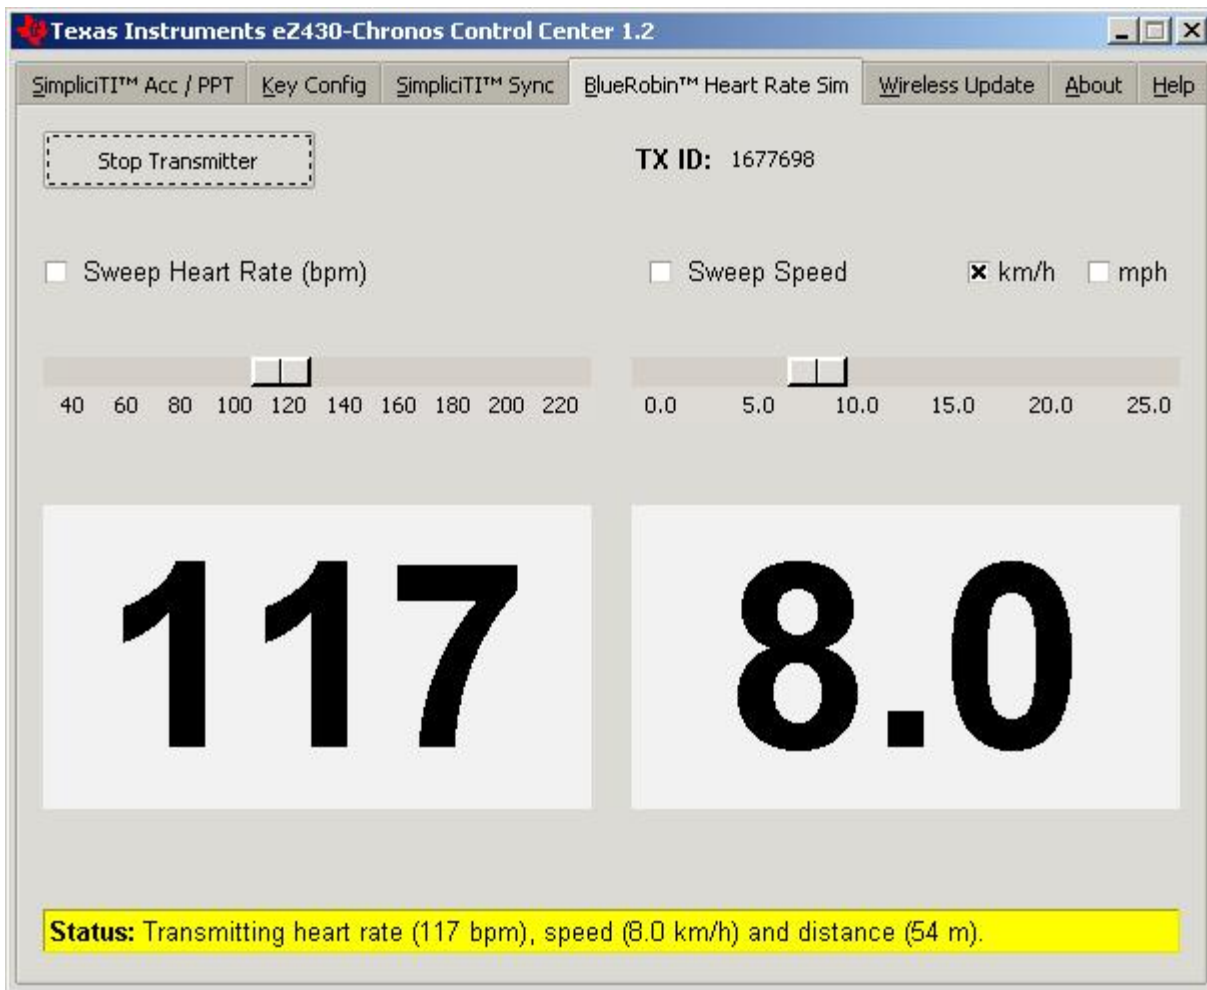 Texas Instruments eZ430-Chronos Control Center 1.2
SimpliciTI™ Acc / PPT Key Config SimpliciTI™ Sync BlueRobin™ Heart Rate Sim Wireless Update About Help
Stop Transmitter TX ID: 1677698
Sweep Heart Rate (bpm) Sweep Speed km/h mph
40 60 80 100 120 140 160 180 200 220 0.0 5.0 10.0 15.0 20.0 25.0
117 8.0
Status: Transmitting heart rate (117 bpm), speed (8.0 km/h) and distance (54 m).